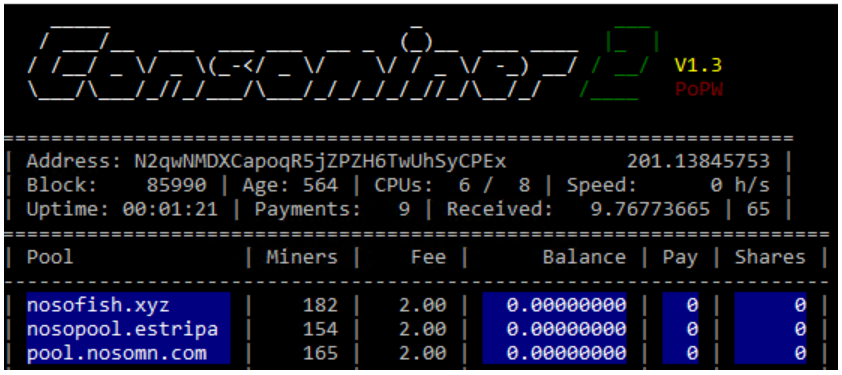 Consominer 2
V1.3
PoPW
| Address: N2qwNMDXCapoqR5jZPZH6TwUhSyCPEx 201.13845753 |
| Block: 85990 | Age: 564 | CPUs: 6 / 8 | Speed: 0 h/s |
| Uptime: 00:01:21 | Payments: 9 | Received: 9.76773665 | 65 |
| Pool | Miners | Fee | Balance | Pay | Shares |
| nosofish.xyz | 182 | 2.00 | 0.00000000 | 0 | 0 |
| nosopool.estripa | 154 | 2.00 | 0.00000000 | 0 | 0 |
| pool.nosomn.com | 165 | 2.00 | 0.00000000 | 0 | 0 |